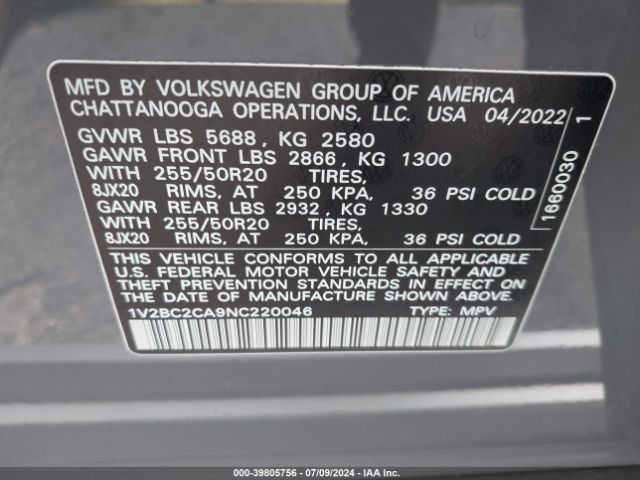 MFD BY VOLKSWAGEN GROUP OF AMERICA
CHATTANOOGA OPERATIONS, LLC. USA 04/2022
GVWR LBS 5688, KG 2580
GAWR FRONT LBS 2866, KG 1300
WITH 255/50R20 TIRES,
8JX20 RIMS, AT 250 KPA, 36 PSI COLD
GAWR REAR LBS 2932, KG 1330
WITH 255/50R20 TIRES,
8JX20 RIMS, AT 250 KPA, 36 PSI COLD
THIS VEHICLE CONFORMS TO ALL APPLICABLE
U.S. FEDERAL MOTOR VEHICLE SAFETY AND
THEFT PREVENTION STANDARDS IN EFFECT ON
THE DATE OF MANUFACTURE SHOWN ABOVE.
1V2BC2CA9NC220046 TYPE: MPV
1660030 1
000-39805756 - 07/09/2024 - IAAI.com